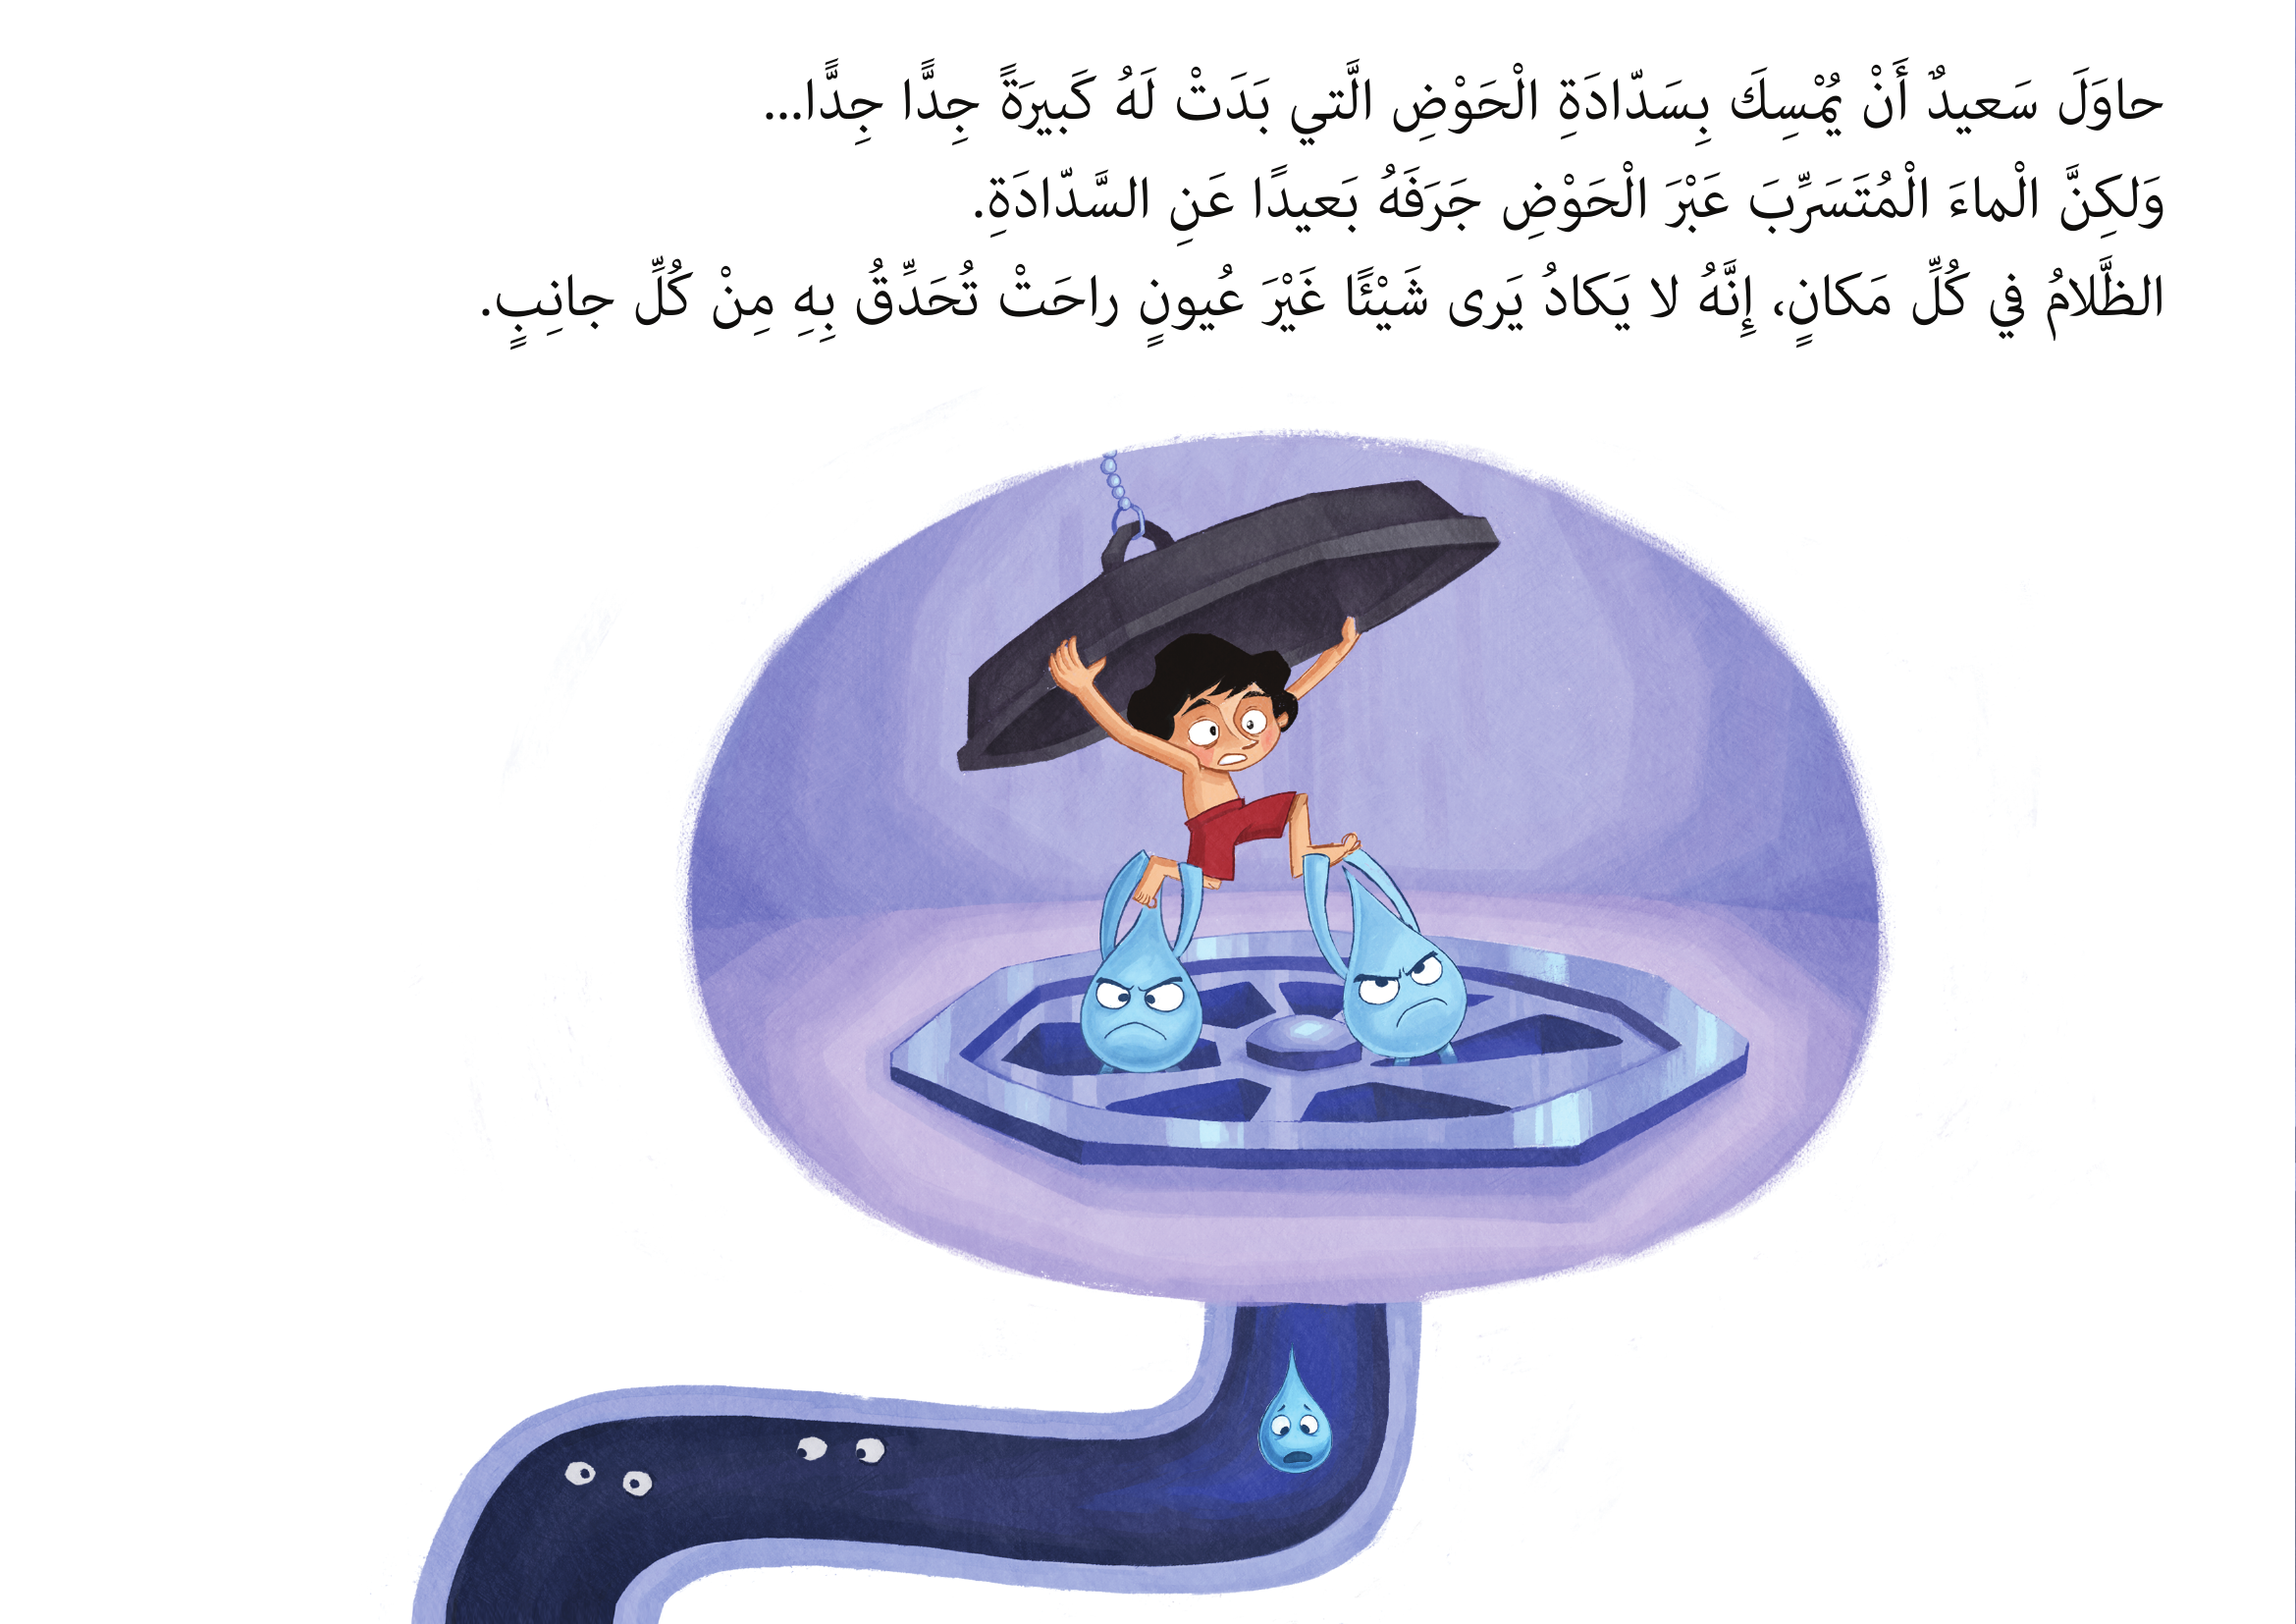 حاوَلَ سَعيدٌ أَنْ يُمْسِكَ بِسَدّادَةِ الْحَوْضِ الَّتي بَدَتْ لَهُ كَبيرَةً جِدًّا جِدًّا...
وَلكِنَّ الْماءَ الْمُتَسَرِّبَ عَبْرَ الْحَوْضِ جَرَفَهُ بَعيدًا عَنِ السَّدّادَةِ.
الظَّلامُ في كُلِّ مَكانٍ، إِنَّهُ لا يَكادُ يَرى شَيْئًا غَيْرَ عُيونٍ راحَتْ تُحَدِّقُ بِهِ مِنْ كُلِّ جانِبٍ.